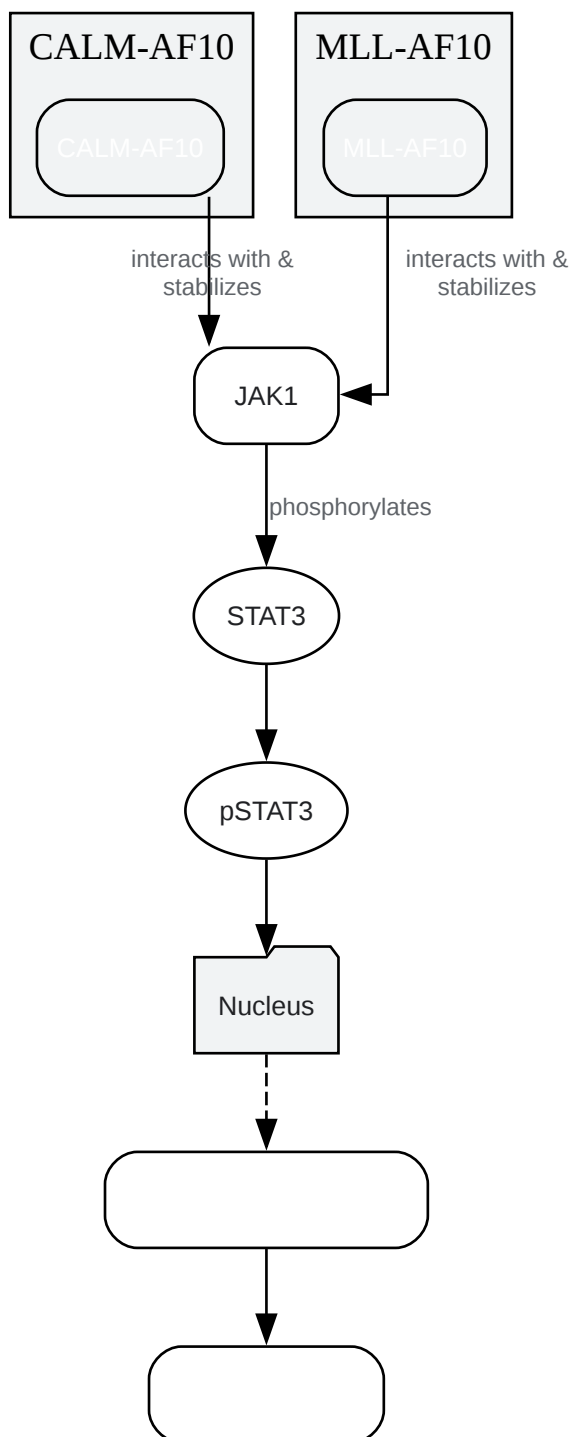 CALM-AF10
MLL-AF10
CALM-AF10
MLL-AF10
interacts with &
stabilizes
interacts with &
stabilizes
JAK1
phosphorylates
STAT3
pSTAT3
Nucleus